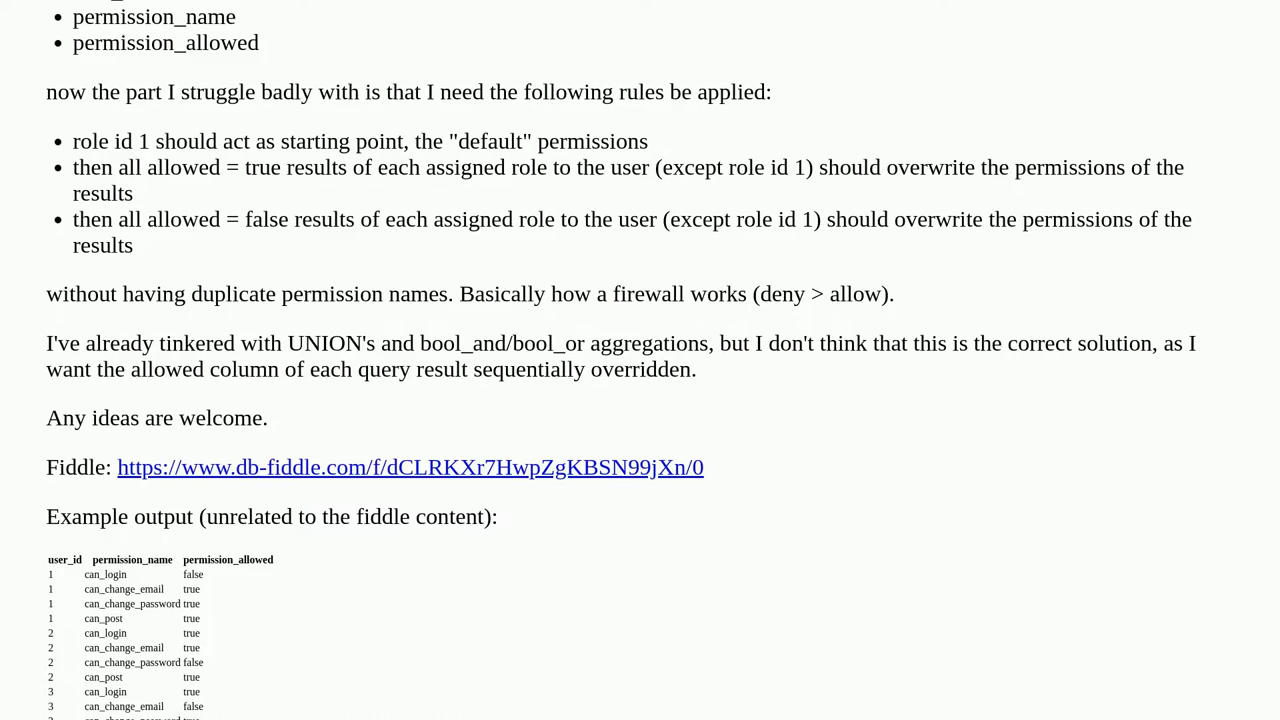 permission_name
permission_allowed
now the part I struggle badly with is that I need the following rules be applied:
role id 1 should act as starting point, the "default" permissions
then all allowed = true results of each assigned role to the user (except role id 1) should overwrite the permissions of the
results
then all allowed = false results of each assigned role to the user (except role id 1) should overwrite the permissions of the
results
without having duplicate permission names. Basically how a firewall works (deny > allow).
I've already tinkered with UNION's and bool_and/bool_or aggregations, but I don't think that this is the correct solution, as I
want the allowed column of each query result sequentially overridden.
Any ideas are welcome.
Fiddle: https://www.db-fiddle.com/f/dCLRKXr7HwpZgKBSN99jXn/0
Example output (unrelated to the fiddle content):
user_id permission_name permission_allowed
1 can_login false
1 can_change_email true
1 can_change_password true
1 can_post true
2 can_login true
2 can_change_email true
2 can_change_password false
2 can_post true
3 can_login true
3 can_change_email false